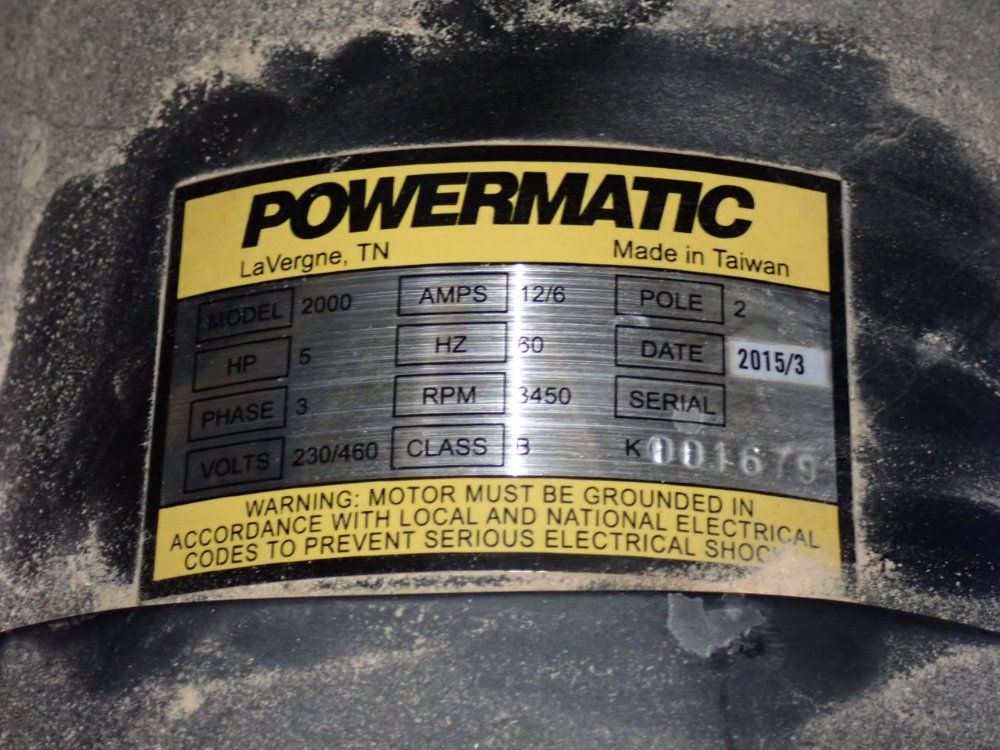 POWERMATIC
LaVergne, TN Made in Taiwan
MODEL 2000 AMPS 12/6 POLE 2
HP 5 HZ 60 DATE 2015/3
PHASE 3 RPM 3450 SERIAL
VOLTS 230/460 CLASS B K 001679
WARNING: MOTOR MUST BE GROUNDED IN
ACCORDANCE WITH LOCAL AND NATIONAL ELECTRICAL
CODES TO PREVENT SERIOUS ELECTRICAL SHOCK